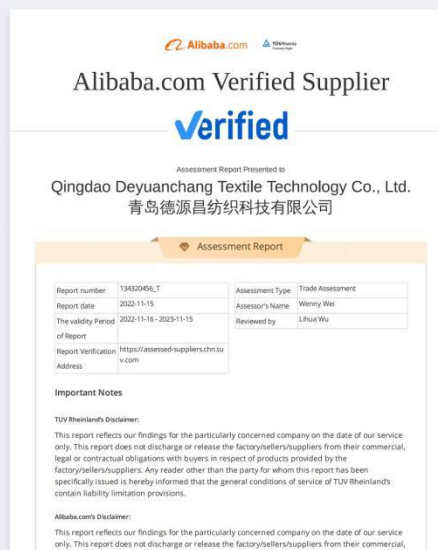 Alibaba.com TÜVRheinland
Alibaba.com Verified Supplier
Verified
Assessment Report Presented to
Qingdao Deyuanchang Textile Technology Co., Ltd.
青岛德源昌纺织科技有限公司
Assessment Report
Report number 134320456_T Assessment Type Trade Assessment
Report date 2022-11-15 Assessor's Name Wenny Wei
The validity Period 2022-11-16~2023-11-15 Reviewed by Lihua Wu
of Report
Report Verification https://assessed-suppliers.chn.tu
Address v.com
Important Notes
TUV Rheinland's Disclaimer:
This report reflects our findings for the particularly concerned company on the date of our service
only. This report does not discharge or release the factory/sellers/suppliers from their commercial,
legal or contractual obligations with buyers in respect of products provided by the
factory/sellers/suppliers. Any reader other than the party for whom this report has been
specifically issued is hereby informed that the general conditions of service of TUV Rheinland's
contain liability limitation provisions.
Alibaba.com's Disclaimer:
This report reflects our findings for the particularly concerned company on the date of our service
only. This report does not discharge or release the factory/sellers/suppliers from their commercial,